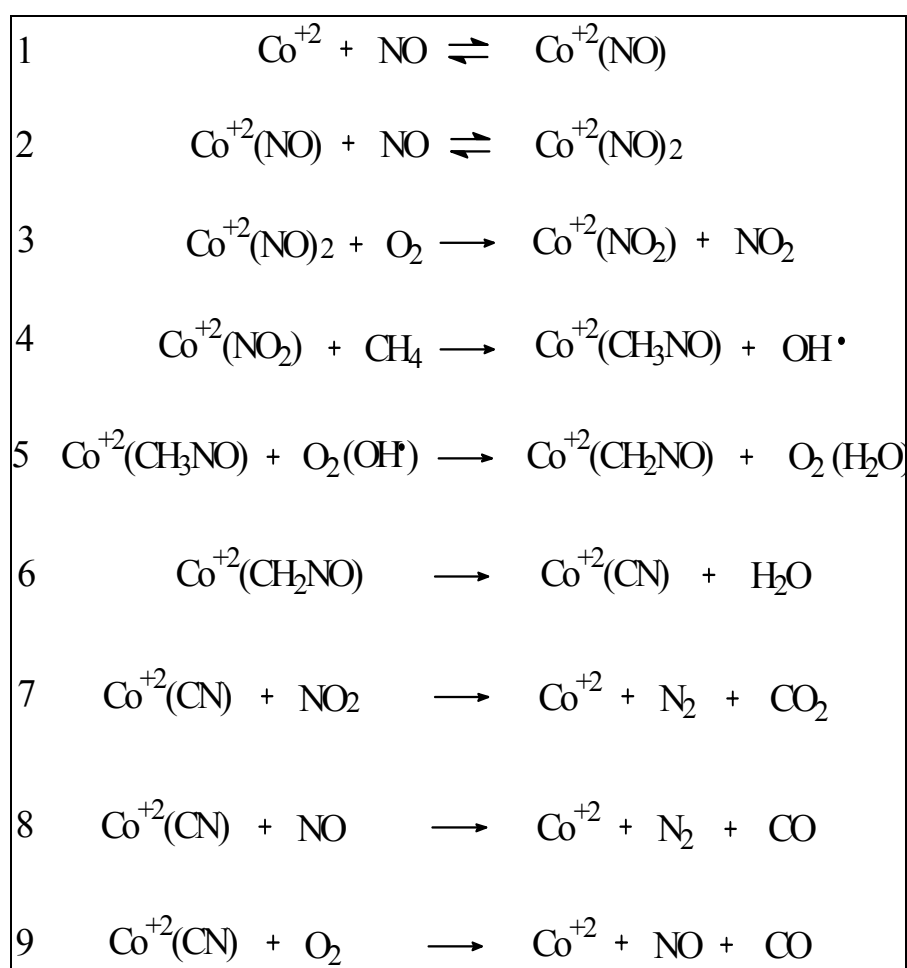 1 Co⁺²  +  NO ⇌ Co⁺²(NO)
2 Co⁺²(NO) + NO ⇌ Co⁺²(NO)₂
3 Co⁺²(NO)₂ + O₂ ⟶ Co⁺²(NO₂) + NO₂
4 Co⁺²(NO₂) + CH₄ ⟶ Co⁺²(CH₃NO) + OH•
5 Co⁺²(CH₃NO) + O₂(OH•) ⟶ Co⁺²(CH₂NO) + O₂(H₂O)
6 Co⁺²(CH₂NO) ⟶ Co⁺²(CN) + H₂O
7 Co⁺²(CN) + NO₂ ⟶ Co⁺² + N₂ + CO₂
8 Co⁺²(CN) + NO ⟶ Co⁺² + N₂ + CO
9 Co⁺²(CN) + O₂ ⟶ Co⁺² + NO + CO